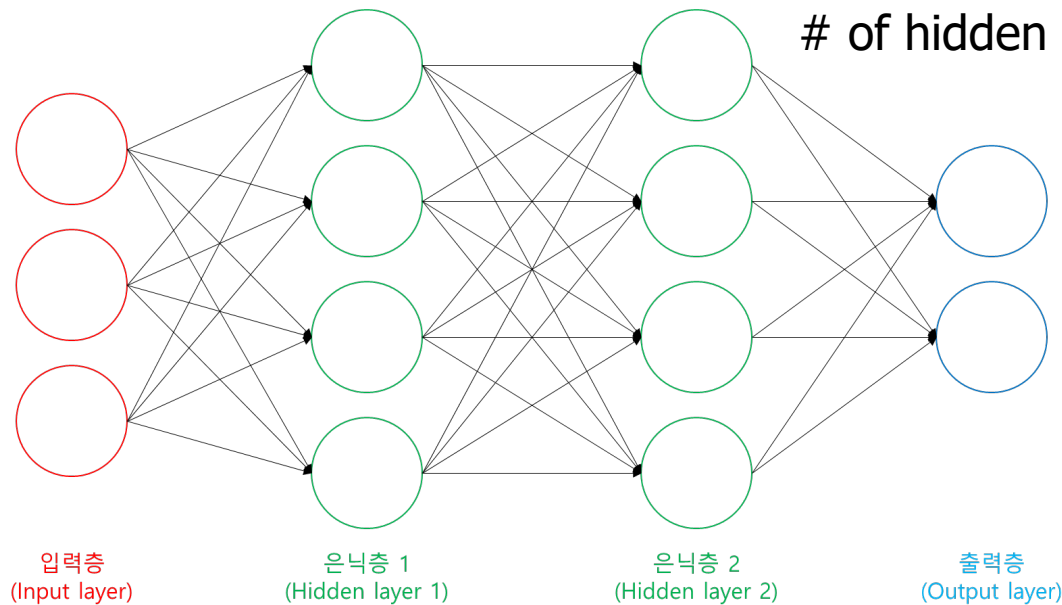 # of hidden
입력층
(Input layer)
은닉층 1
(Hidden layer 1)
은닉층 2
(Hidden layer 2)
출력층
(Output layer)